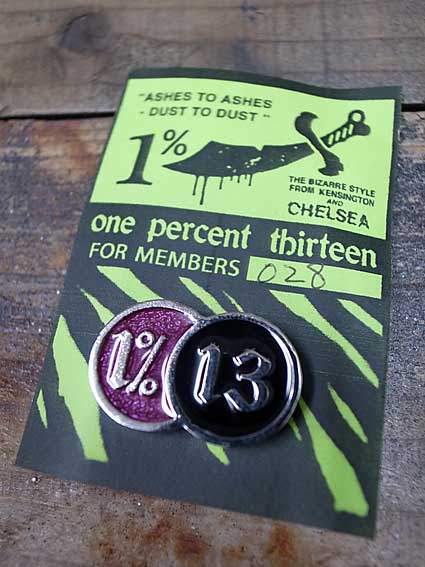 "ASHES TO ASHES
- DUST TO DUST"
1%
THE BIZARRE STYLE
FROM KENSINGTON
AND
CHELSEA
one percent thirteen
FOR MEMBERS 028
1% 13